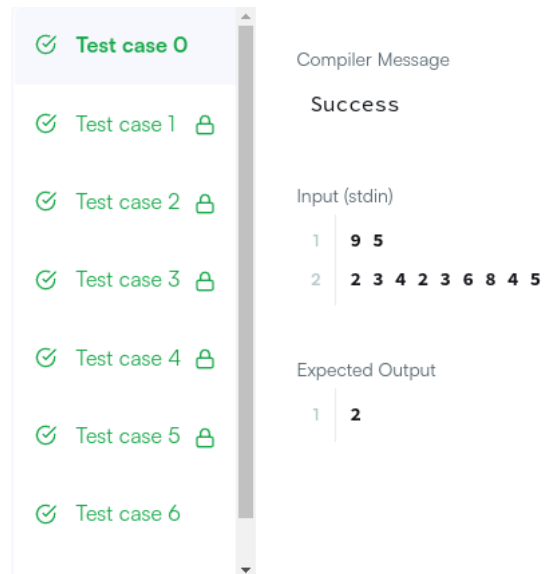 Test case 0
Test case 1
Test case 2
Test case 3
Test case 4
Test case 5
Test case 6
Compiler Message
Success
Input (stdin)
1 9 5
2 2 3 4 2 3 6 8 4 5
Expected Output
1 2